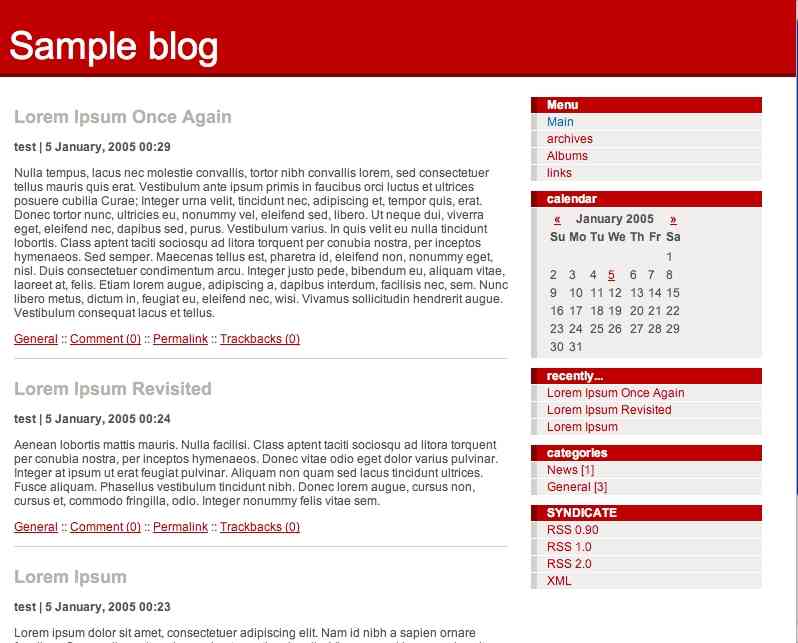 Sample blog
Lorem Ipsum Once Again
test | 5 January, 2005 00:29
Nulla tempus, lacus nec molestie convallis, tortor nibh convallis lorem, sed consectetuer
tellus mauris quis erat. Vestibulum ante ipsum primis in faucibus orci luctus et ultrices
posuere cubilia Curae; Integer urna velit, tincidunt nec, adipiscing et, tempor quis, erat.
Donec tortor nunc, ultricies eu, nonummy vel, eleifend sed, libero. Ut neque dui, viverra
eget, eleifend nec, dapibus sed, purus. Vestibulum varius. In quis velit eu nulla tincidunt
lobortis. Class aptent taciti sociosqu ad litora torquent per conubia nostra, per inceptos
hymenaeos. Sed semper. Maecenas tellus est, pharetra id, eleifend non, nonummy eget,
nisl. Duis consectetuer condimentum arcu. Integer justo pede, bibendum eu, aliquam vitae,
laoreet at, felis. Etiam lorem augue, adipiscing a, dapibus interdum, facilisis nec, sem. Nunc
libero metus, dictum in, feugiat eu, eleifend nec, wisi. Vivamus sollicitudin hendrerit augue.
Vestibulum consequat lacus et tellus.
General :: Comment (0) :: Permalink :: Trackbacks (0)
Lorem Ipsum Revisited
test | 5 January, 2005 00:24
Aenean lobortis mattis mauris. Nulla facilisi. Class aptent taciti sociosqu ad litora torquent
per conubia nostra, per inceptos hymenaeos. Donec vitae odio eget dolor varius pulvinar.
Integer at ipsum ut erat feugiat pulvinar. Aliquam non quam sed lacus tincidunt ultrices.
Fusce aliquam. Phasellus vestibulum tincidunt nibh. Donec lorem augue, cursus non,
cursus et, commodo fringilla, odio. Integer nonummy felis vitae sem.
General :: Comment (0) :: Permalink :: Trackbacks (0)
Lorem Ipsum
test | 5 January, 2005 00:23
Lorem ipsum dolor sit amet, consectetuer adipiscing elit. Nam id nibh a sapien ornare
Menu
Main
archives
Albums
links
calendar
« January 2005 »
Su Mo Tu We Th Fr Sa
1
2 3 4 5 6 7 8
9 10 11 12 13 14 15
16 17 18 19 20 21 22
23 24 25 26 27 28 29
30 31
recently...
Lorem Ipsum Once Again
Lorem Ipsum Revisited
Lorem Ipsum
categories
News [1]
General [3]
SYNDICATE
RSS 0.90
RSS 1.0
RSS 2.0
XML